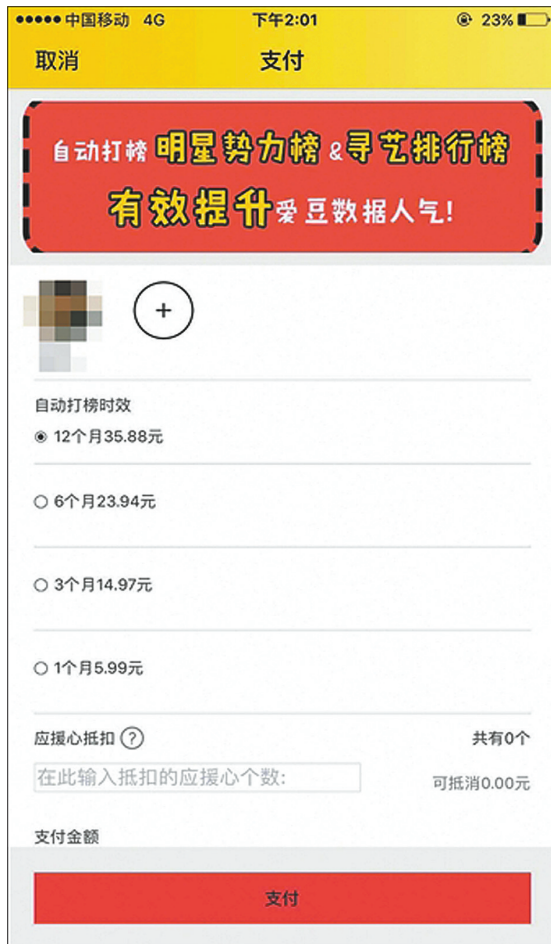 中国移动 4G 下午2:01 23%
取消 支付
自动打榜 明星势力榜&寻艺排行榜
有效提升爱豆数据人气!
+
自动打榜时效
12个月35.88元
6个月23.94元
3个月14.97元
1个月5.99元
应援心抵扣 ? 共有0个
在此输入抵扣的应援心个数: 可抵消0.00元
支付金额
支付